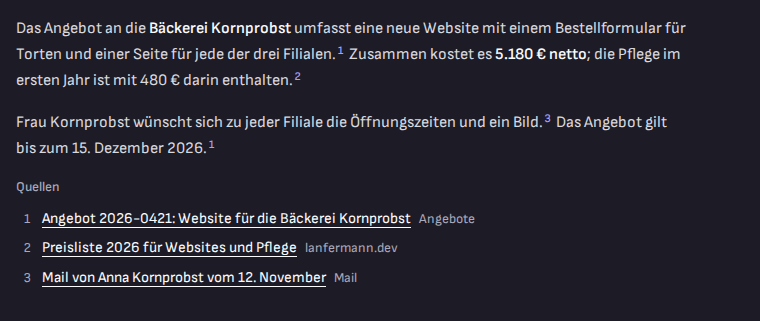 Das Angebot an die Bäckerei Kornprobst umfasst eine neue Website mit einem Bestellformular für
Torten und einer Seite für jede der drei Filialen. 1 Zusammen kostet es 5.180 € netto; die Pflege im
ersten Jahr ist mit 480 € darin enthalten. 2
Frau Kornprobst wünscht sich zu jeder Filiale die Öffnungszeiten und ein Bild. 3 Das Angebot gilt
bis zum 15. Dezember 2026. 1
Quellen
1 Angebot 2026-0421: Website für die Bäckerei Kornprobst Angebote
2 Preisliste 2026 für Websites und Pflege lanfermann.dev
3 Mail von Anna Kornprobst vom 12. November Mail